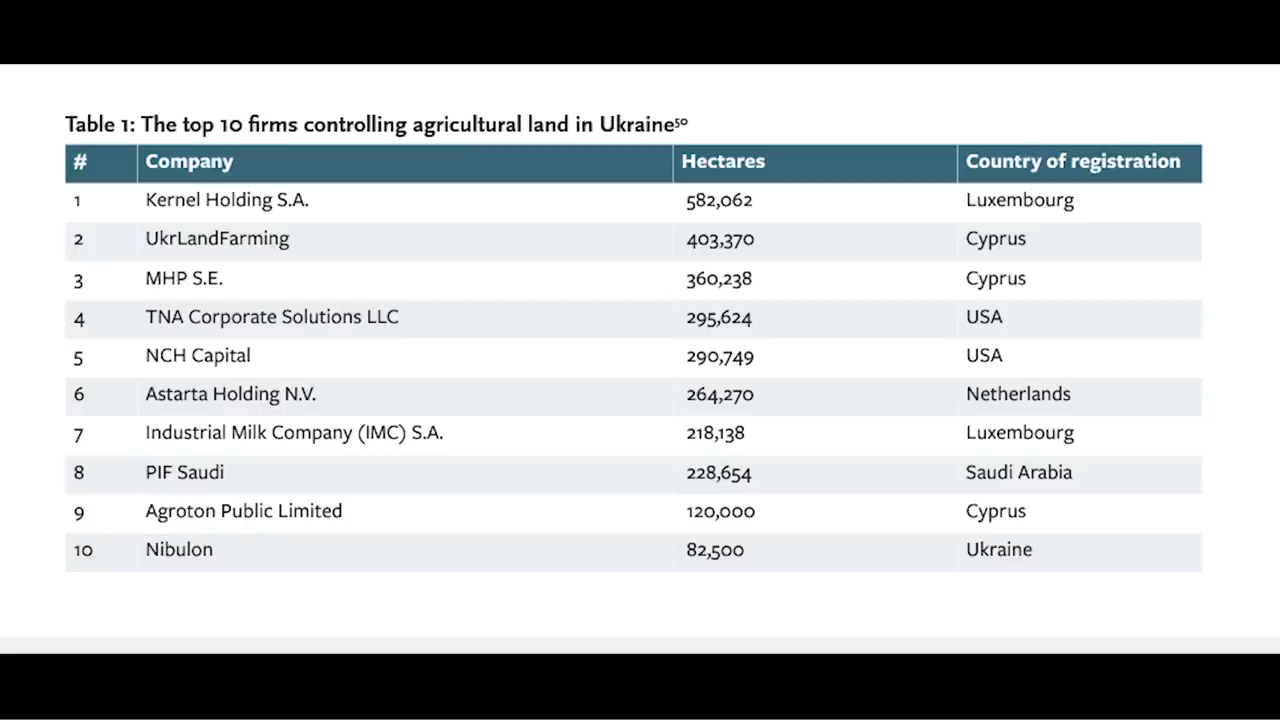 Table 1: The top 10 firms controlling agricultural land in Ukraine⁵⁰
# Company Hectares Country of registration
1 Kernel Holding S.A. 582,062 Luxembourg
2 UkrLandFarming 403,370 Cyprus
3 MHP S.E. 360,238 Cyprus
4 TNA Corporate Solutions LLC 295,624 USA
5 NCH Capital 290,749 USA
6 Astarta Holding N.V. 264,270 Netherlands
7 Industrial Milk Company (IMC) S.A. 218,138 Luxembourg
8 PIF Saudi 228,654 Saudi Arabia
9 Agroton Public Limited 120,000 Cyprus
10 Nibulon 82,500 Ukraine